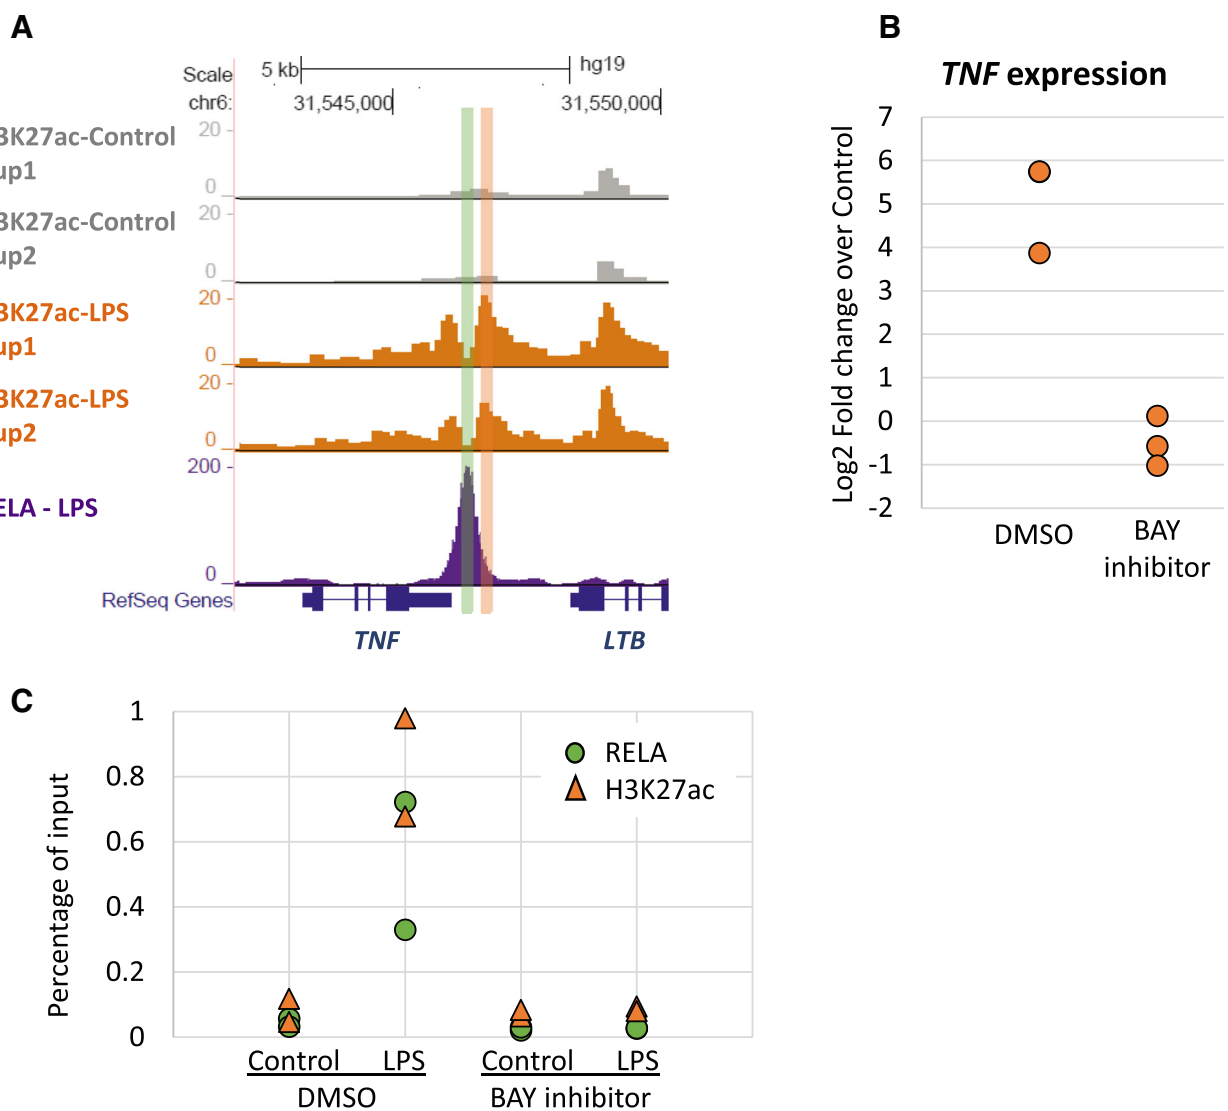 A
Scale 5 kb hg19
chr6: 31,545,000 31,550,000
3K27ac-Control
up1
20
0
3K27ac-Control
up2
20
0
3K27ac-LPS
up1
20
0
3K27ac-LPS
up2
20
0
ELA - LPS
200
0
RefSeq Genes
TNF LTB
B
TNF expression
Log2 Fold change over Control
7
6
5
4
3
2
1
0
-1
-2
DMSO BAY
inhibitor
C
Percentage of input
1
0.8
0.6
0.4
0.2
0
RELA
H3K27ac
Control LPS Control LPS
DMSO BAY inhibitor